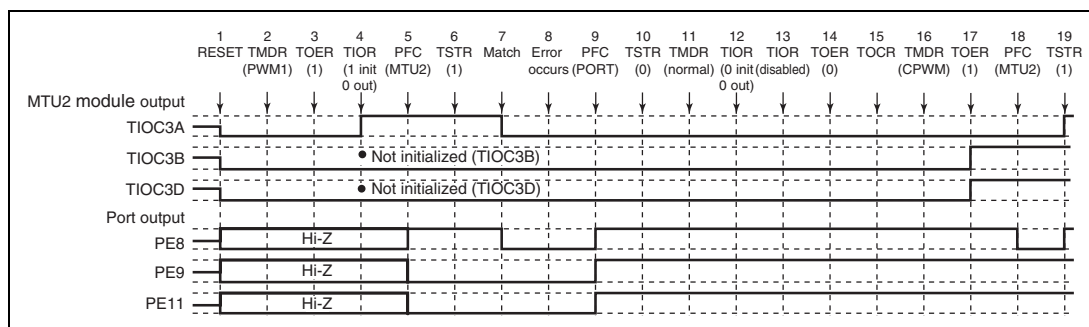 1 2 3 4 5 6 7 8 9 10 11 12 13 14 15 16 17 18 19
RESET TMDR TOER TIOR PFC TSTR Match Error PFC TSTR TMDR TIOR TIOR TOER TOCR TMDR TOER PFC TSTR
(PWM1) (1) (1 init (MTU2) (1) occurs (PORT) (0) (normal) (0 init (disabled) (0) (CPWM) (1) (MTU2) (1)
0 out) 0 out)
MTU2 module output
TIOC3A
TIOC3B • Not initialized (TIOC3B)
TIOC3D • Not initialized (TIOC3D)
Port output
PE8 Hi-Z
PE9 Hi-Z
PE11 Hi-Z